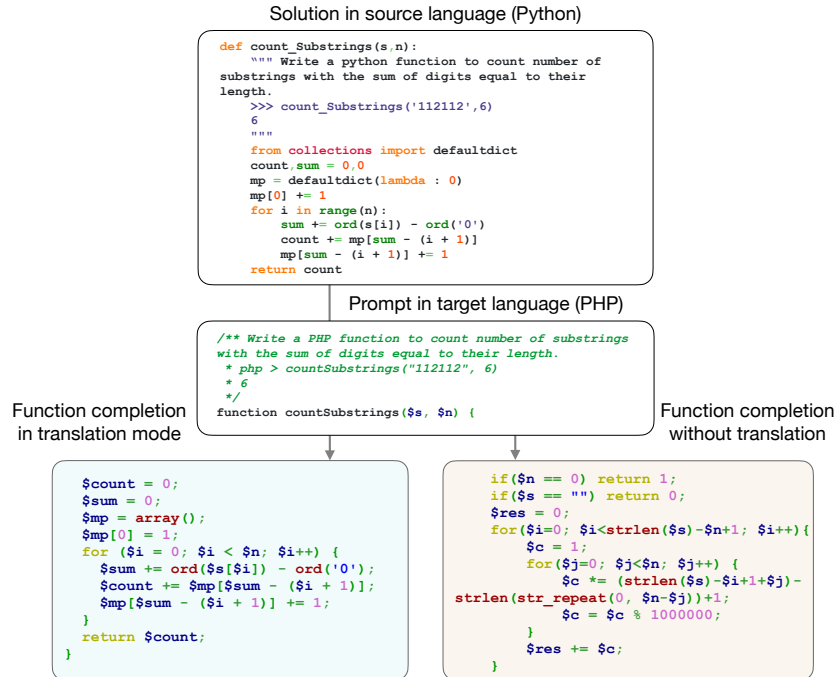 Solution in source language (Python)
def count_Substrings(s,n):
    """ Write a python function to count number of
substrings with the sum of digits equal to their
length.
    >>> count_Substrings('112112',6)
    6
    """
    from collections import defaultdict
    count,sum = 0,0
    mp = defaultdict(lambda : 0)
    mp[0] += 1
    for i in range(n):
        sum += ord(s[i]) - ord('0')
        count += mp[sum - (i + 1)]
        mp[sum - (i + 1)] += 1
    return count
Prompt in target language (PHP)
/** Write a PHP function to count number of substrings
with the sum of digits equal to their length.
 * php > countSubstrings("112112", 6)
 * 6
 */
function countSubstrings($s, $n) {
Function completion
in translation mode
  $count = 0;
  $sum = 0;
  $mp = array();
  $mp[0] = 1;
  for ($i = 0; $i < $n; $i++) {
    $sum += ord($s[$i]) - ord('0');
    $count += $mp[$sum - ($i + 1)];
    $mp[$sum - ($i + 1)] += 1;
  }
  return $count;
}
Function completion
without translation
    if($n == 0) return 1;
    if($s == "") return 0;
    $res = 0;
    for($i=0; $i<strlen($s)-$n+1; $i++){
        $c = 1;
        for($j=0; $j<$n; $j++) {
            $c *= (strlen($s)-$i+1+$j)-
strlen(str_repeat(0, $n-$j))+1;
            $c = $c % 1000000;
        }
        $res += $c;
    }